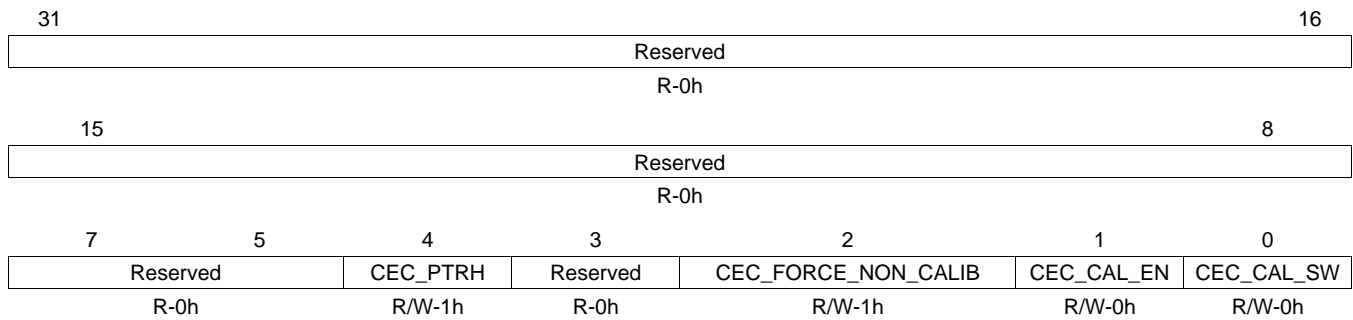 31 16
Reserved
R-0h
15 8
Reserved
R-0h
7 5 4 3 2 1 0
Reserved CEC_PTRH Reserved CEC_FORCE_NON_CALIB CEC_CAL_EN CEC_CAL_SW
R-0h R/W-1h R-0h R/W-1h R/W-0h R/W-0h